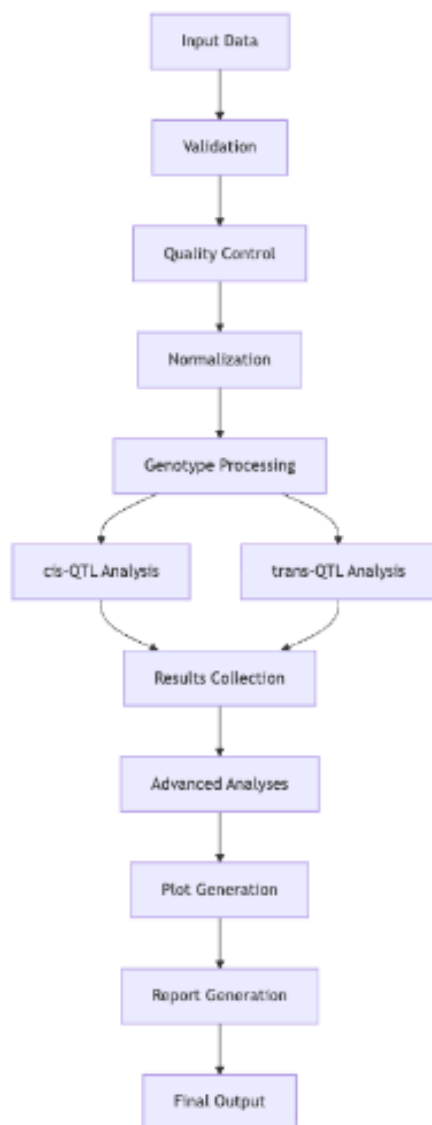 Input Data
Validation
Quality Control
Normalization
Genotype Processing
cis-QTL Analysis
trans-QTL Analysis
Results Collection
Advanced Analyses
Plot Generation
Report Generation
Final Output